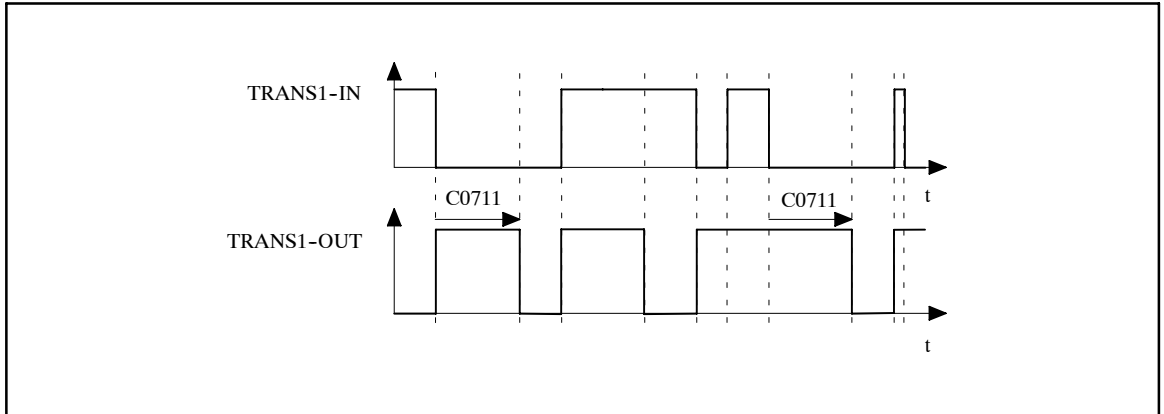 TRANS1-IN
t
C0711 C0711
TRANS1-OUT
t